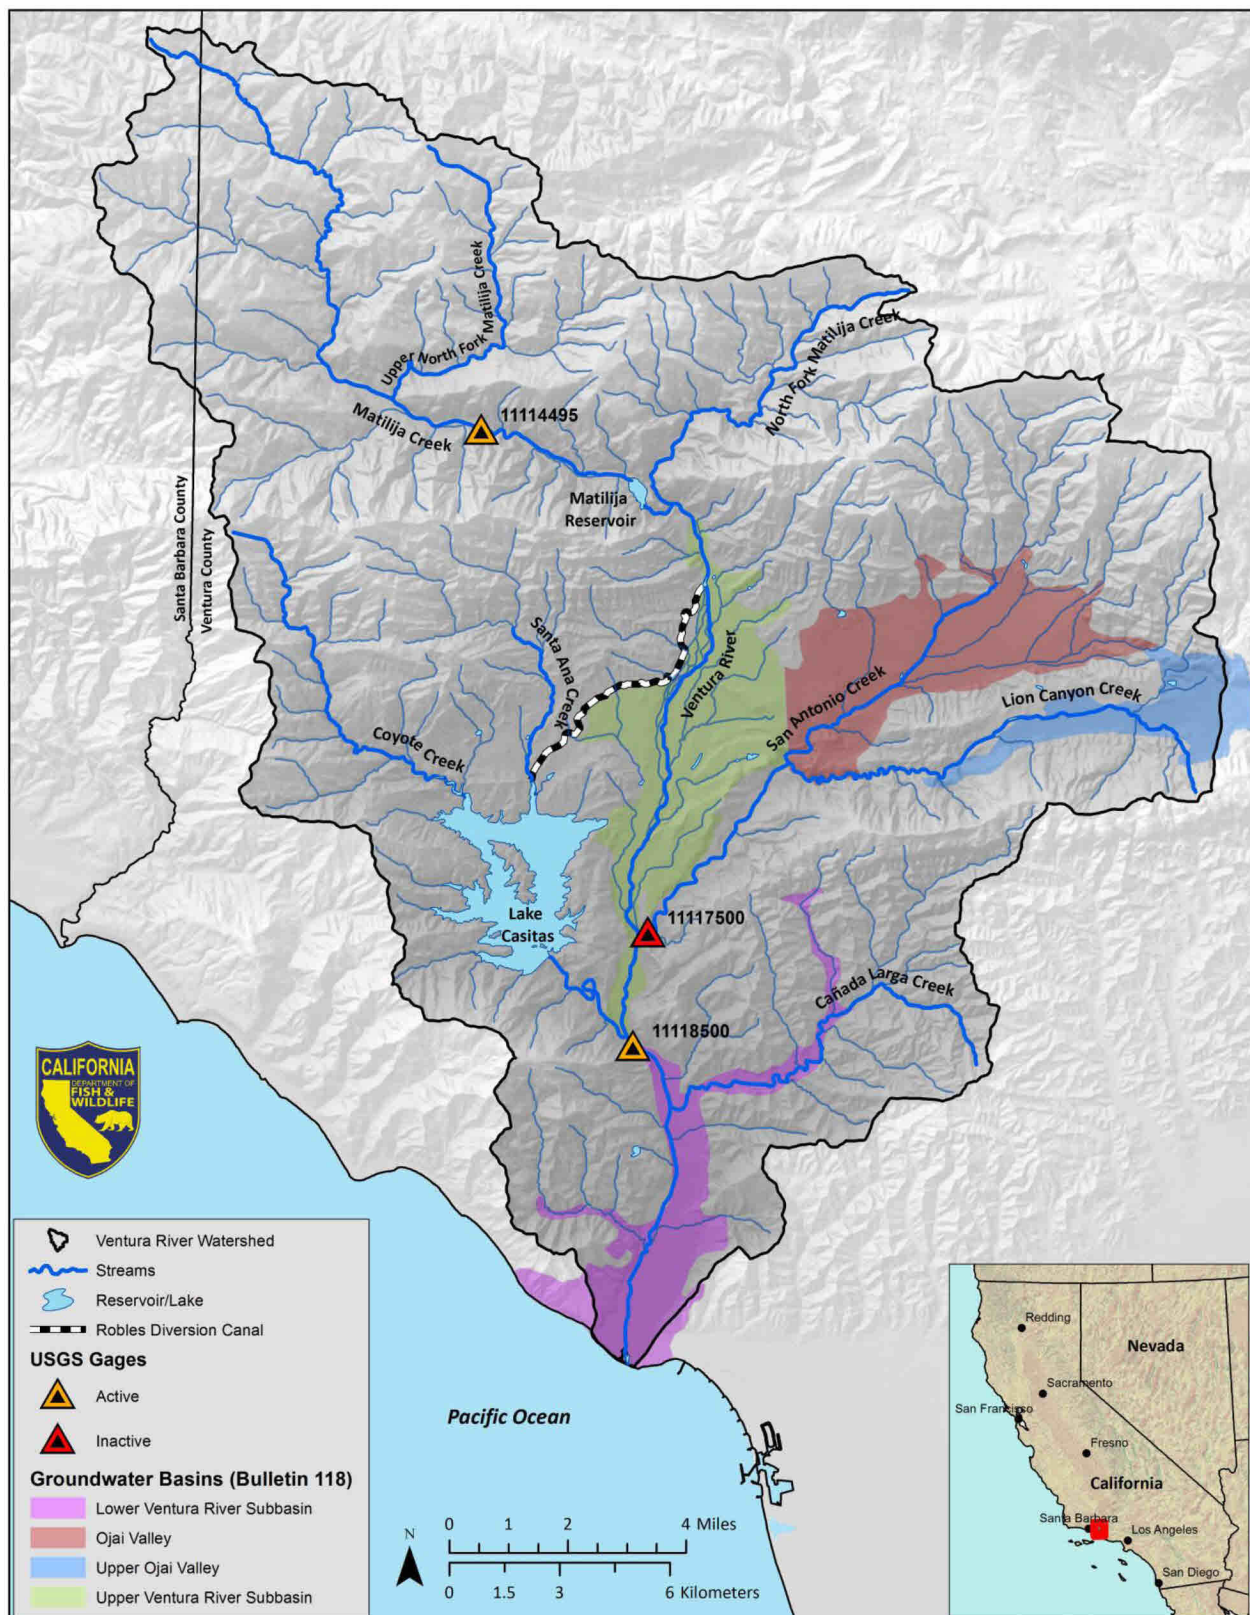 Upper North Fork Matilija Creek
North Fork Matilija Creek
11114495
Matilija Creek
Matilija
Reservoir
Santa Barbara County
Ventura County
Santa Ana Creek
Ventura River
San Antonio Creek
Lion Canyon Creek
Coyote Creek
Lake
Casitas
11117500
Cañada Larga Creek
11118500
CALIFORNIA
DEPARTMENT OF
FISH &
WILDLIFE
Ventura River Watershed
Streams
Reservoir/Lake
Robles Diversion Canal
USGS Gages
Active
Inactive
Groundwater Basins (Bulletin 118)
Lower Ventura River Subbasin
Ojai Valley
Upper Ojai Valley
Upper Ventura River Subbasin
Pacific Ocean
N
0 1 2 4 Miles
0 1.5 3 6 Kilometers
Redding
Nevada
Sacramento
San Francisco
Fresno
California
Santa Barbara
Los Angeles
San Diego